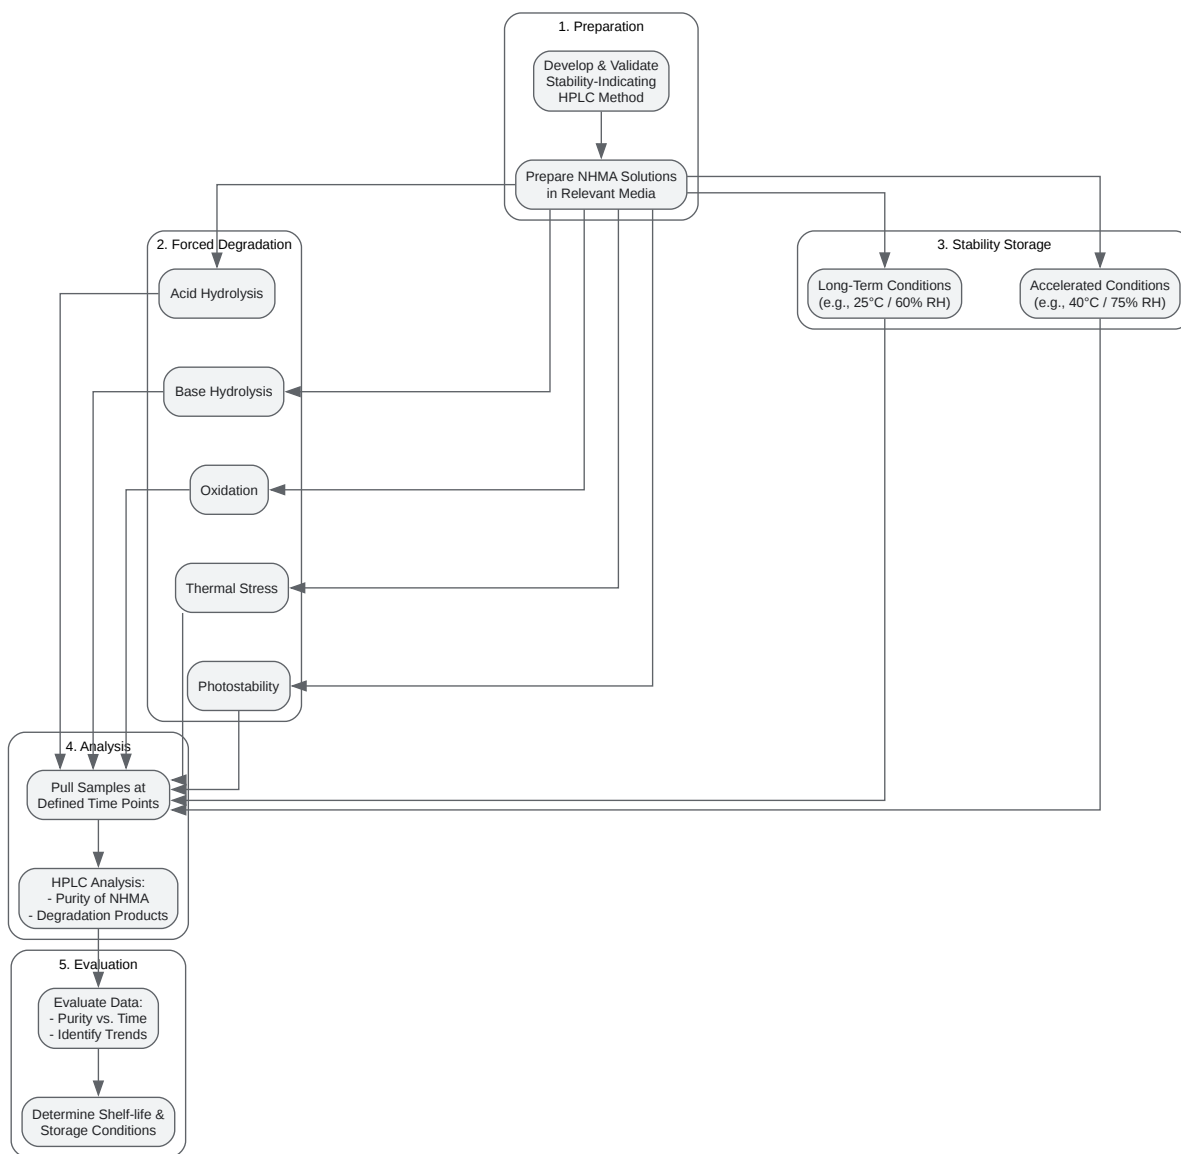 1. Preparation
Develop & Validate
Stability-Indicating
HPLC Method
Prepare NHMA Solutions
in Relevant Media
2. Forced Degradation
Acid Hydrolysis
Base Hydrolysis
Oxidation
Thermal Stress
Photostability
3. Stability Storage
Long-Term Conditions
(e.g., 25°C / 60% RH)
Accelerated Conditions
(e.g., 40°C / 75% RH)
4. Analysis
Pull Samples at
Defined Time Points
HPLC Analysis:
- Purity of NHMA
- Degradation Products
5. Evaluation
Evaluate Data:
- Purity vs. Time
- Identify Trends
Determine Shelf-life &
Storage Conditions